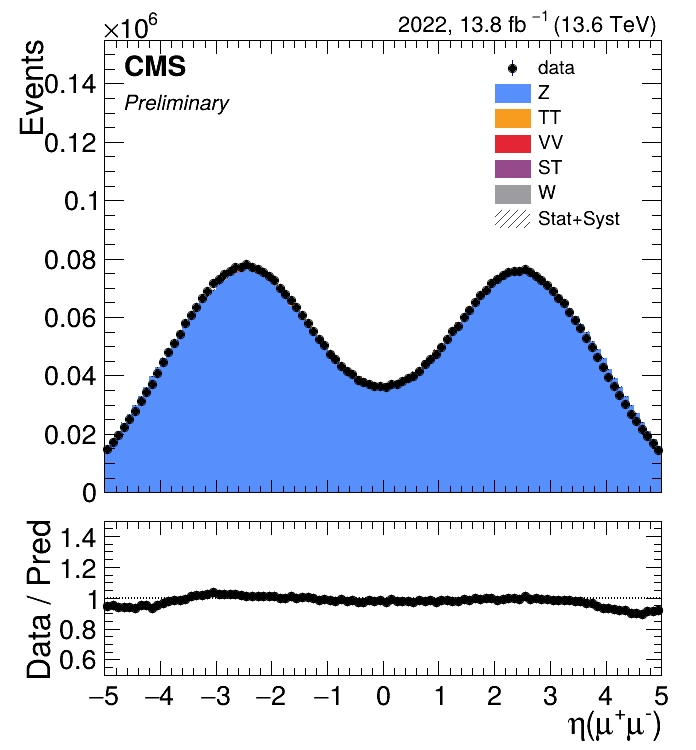 ×10⁶
2022, 13.8 fb⁻¹ (13.6 TeV)
CMS
Preliminary
Events
0.14
0.12
0.1
0.08
0.06
0.04
0.02
0
data
Z
TT
VV
ST
W
Stat+Syst
Data / Pred
1.4
1.2
1
0.8
0.6
−5 −4 −3 −2 −1 0 1 2 3 4 5
η(μ⁺μ⁻)